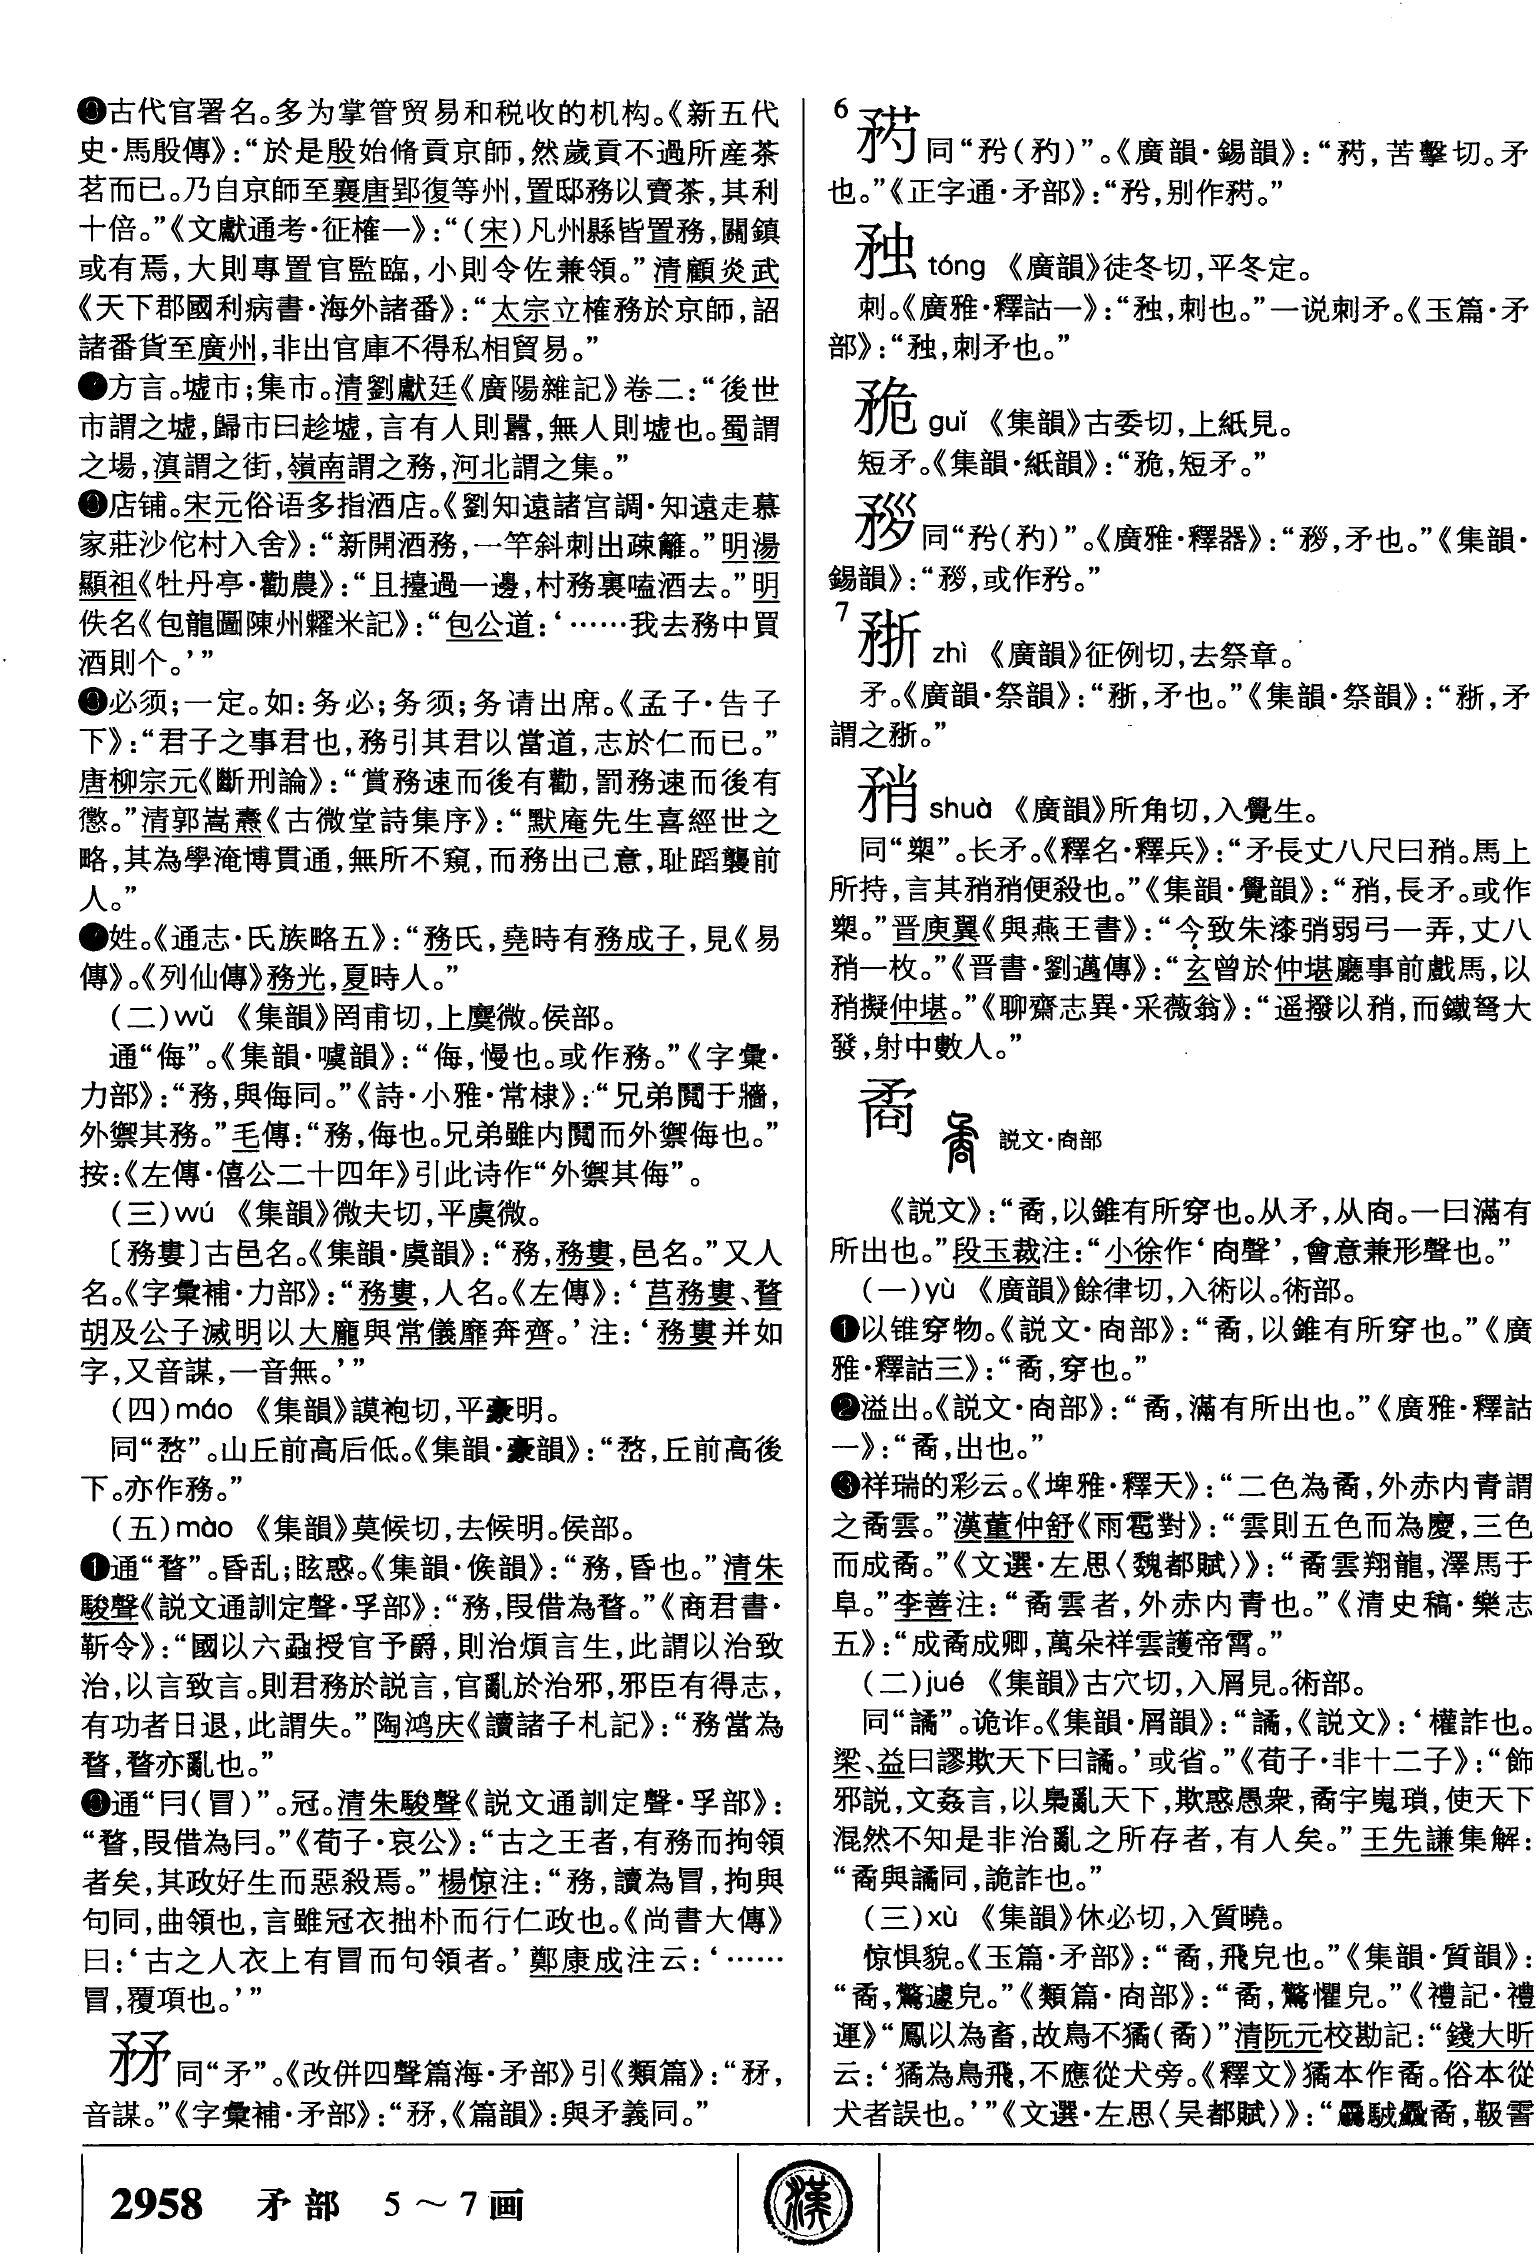 ❻古代官署名。多为掌管贸易和税收的机构。《新五代
史·馬殷傳》：“於是殷始脩貢京師，然歲貢不過所産茶
茗而已。乃自京師至襄唐郢復等州，置邸務以賣茶，其利
十倍。”《文獻通考·征榷一》：“（宋）凡州縣皆置務，關鎮
或有焉，大則專置官監臨，小則令佐兼領。”清顧炎武
《天下郡國利病書·海外諸番》：“太宗立榷務於京師，詔
諸番貨至廣州，非出官庫不得私相貿易。”
❼方言。墟市；集市。清劉獻廷《廣陽雜記》卷二：“後世
市謂之墟，歸市曰趁墟，言有人則囂，無人則墟也。蜀謂
之場，滇謂之街，嶺南謂之務，河北謂之集。”
❽店铺。宋元俗语多指酒店。《劉知遠諸宫調·知遠走慕
家莊沙佗村入舍》：“新開酒務，一竿斜刺出疎籬。”明湯
顯祖《牡丹亭·勸農》：“且擡過一邊，村務裏嗑酒去。”明
佚名《包龍圖陳州糶米記》：“包公道：‘……我去務中買
酒則个。’”
❾必须；一定。如：务必；务须；务请出席。《孟子·告子
下》：“君子之事君也，務引其君以當道，志於仁而已。”
唐柳宗元《斷刑論》：“賞務速而後有勸，罰務速而後有
懲。”清郭嵩燾《古微堂詩集序》：“默庵先生喜經世之
略，其為學淹博貫通，無所不窺，而務出己意，耻蹈襲前
人。”
❿姓。《通志·氏族略五》：“務氏，堯時有務成子，見《易
傳》。《列仙傳》務光，夏時人。”
（二）wǔ 《集韻》罔甫切，上麌微。侯部。
通“侮”。《集韻·噳韻》：“侮，慢也。或作務。”《字彙·
力部》：“務，與侮同。”《詩·小雅·常棣》：“兄弟鬩于牆，
外禦其務。”毛傳：“務，侮也。兄弟雖内鬩而外禦侮也。”
按：《左傳·僖公二十四年》引此诗作“外禦其侮”。
（三）wú 《集韻》微夫切，平虞微。
〔務婁〕古邑名。《集韻·虞韻》：“務，務婁，邑名。”又人
名。《字彙補·力部》：“務婁，人名。《左傳》：‘莒務婁、瞀
胡及公子滅明以大厖與常儀靡奔齊。’注：‘務婁并如
字，又音謀，一音無。’”
（四）máo 《集韻》謨袍切，平豪明。
同“堥”。山丘前高后低。《集韻·豪韻》：“堥，丘前高後
下。亦作務。”
（五）mào 《集韻》莫候切，去候明。侯部。
❶通“瞀”。昏乱；眩惑。《集韻·候韻》：“務，昏也。”清朱
駿聲《説文通訓定聲·孚部》：“務，叚借為瞀。”《商君書·
靳令》：“國以六蝨授官予爵，則治煩言生，此謂以治致
治，以言致言。則君務於説言，官亂於治邪，邪臣有得志，
有功者日退，此謂失。”陶鸿庆《讀諸子札記》：“務當為
瞀，瞀亦亂也。”
❷通“冃（冒）”。冠。清朱駿聲《説文通訓定聲·孚部》：
“瞀，叚借為冃。”《荀子·哀公》：“古之王者，有務而拘領
者矣，其政好生而惡殺焉。”楊倞注：“務，讀為冒，拘與
句同，曲領也，言雖冠衣拙朴而行仁政也。《尚書大傳》
曰：‘古之人衣上有冒而句領者。’鄭康成注云：‘……
冒，覆項也。’”
𥍟同“矛”。《改併四聲篇海·矛部》引《類篇》：“𥍟，
音謀。”《字彙補·矛部》：“𥍟，《篇韻》：與矛義同。”
6
同“矝（矜）”。《廣韻·錫韻》：“，苦擊切。矛
也。”《正字通·矛部》：“，别作。”
tóng 《廣韻》徒冬切，平冬定。
刺。《廣雅·釋詁一》：“，刺也。”一说刺矛。《玉篇·矛
部》：“，刺矛也。”
guǐ 《集韻》古委切，上紙見。
短矛。《集韻·紙韻》：“，短矛。”
同“”。《廣雅·釋器》：“，矛也。”《集韻·
錫韻》：“，或作。”
7
zhì 《廣韻》征例切，去祭章。
矛。《廣韻·祭韻》：“，矛也。”《集韻·祭韻》：“，矛
謂之。”
矟shuò 《廣韻》所角切，入覺生。
同“槊”。长矛。《釋名·釋兵》：“矛長丈八尺曰矟。馬上
所持，言其矟矟便殺也。”《集韻·覺韻》：“矟，長矛。或作
槊。”晋庾翼《與燕王書》：“今致朱漆弰弱弓一弄，丈八
矟一枚。”《晋書·劉邁傳》：“玄曾於仲堪廳事前戲馬，以
矟擬仲堪。”《聊齋志異·采薇翁》：“遥撥以矟，而鐵弩大
發，射中數人。”
矞 説文·㕯部
《説文》：“矞，以錐有所穿也。从矛，从㕯。一曰滿有
所出也。”段玉裁注：“小徐作‘㕯聲’，會意兼形聲也。”
（一）yù 《廣韻》餘律切，入術以。術部。
❶以锥穿物。《説文·㕯部》：“矞，以錐有所穿也。”《廣
雅·釋詁三》：“矞，穿也。”
❷溢出。《説文·㕯部》：“矞，滿有所出也。”《廣雅·釋詁
一》：“矞，出也。”
❸祥瑞的彩云。《埤雅·釋天》：“二色為矞，外赤内青謂
之矞雲。”漢董仲舒《雨雹對》：“雲則五色而為慶，三色
而成矞。”《文選·左思〈魏都賦〉》：“矞雲翔龍，澤馬于
阜。”李善注：“矞雲者，外赤内青也。”《清史稿·樂志
五》：“成矞成卿，萬朵祥雲護帝霄。”
（二）jué 《集韻》古穴切，入屑見。術部。
同“譎”。诡诈。《集韻·屑韻》：“譎，《説文》：‘權詐也。
梁、益曰謬欺天下曰譎。’或省。”《荀子·非十二子》：“飾
邪説，文姦言，以梟亂天下，欺惑愚衆，矞宇嵬瑣，使天下
混然不知是非治亂之所存者，有人矣。”王先謙集解：
“矞與譎同，詭詐也。”
（三）xù 《集韻》休必切，入質曉。
惊惧貌。《玉篇·矛部》：“矞，飛皃也。”《集韻·質韻》：
“矞，驚遽皃。”《類篇·㕯部》：“矞，驚懼皃。”《禮記·禮
運》“鳳以為畜，故鳥不獝（矞）”清阮元校勘記：“錢大昕
云：‘獝為鳥飛，不應從犬旁。《釋文》獝本作矞。俗本從
犬者誤也。’”《文選·左思〈吴都賦〉》：“驫駥飍矞，靸霅
2958 矛部 5～7画
漢